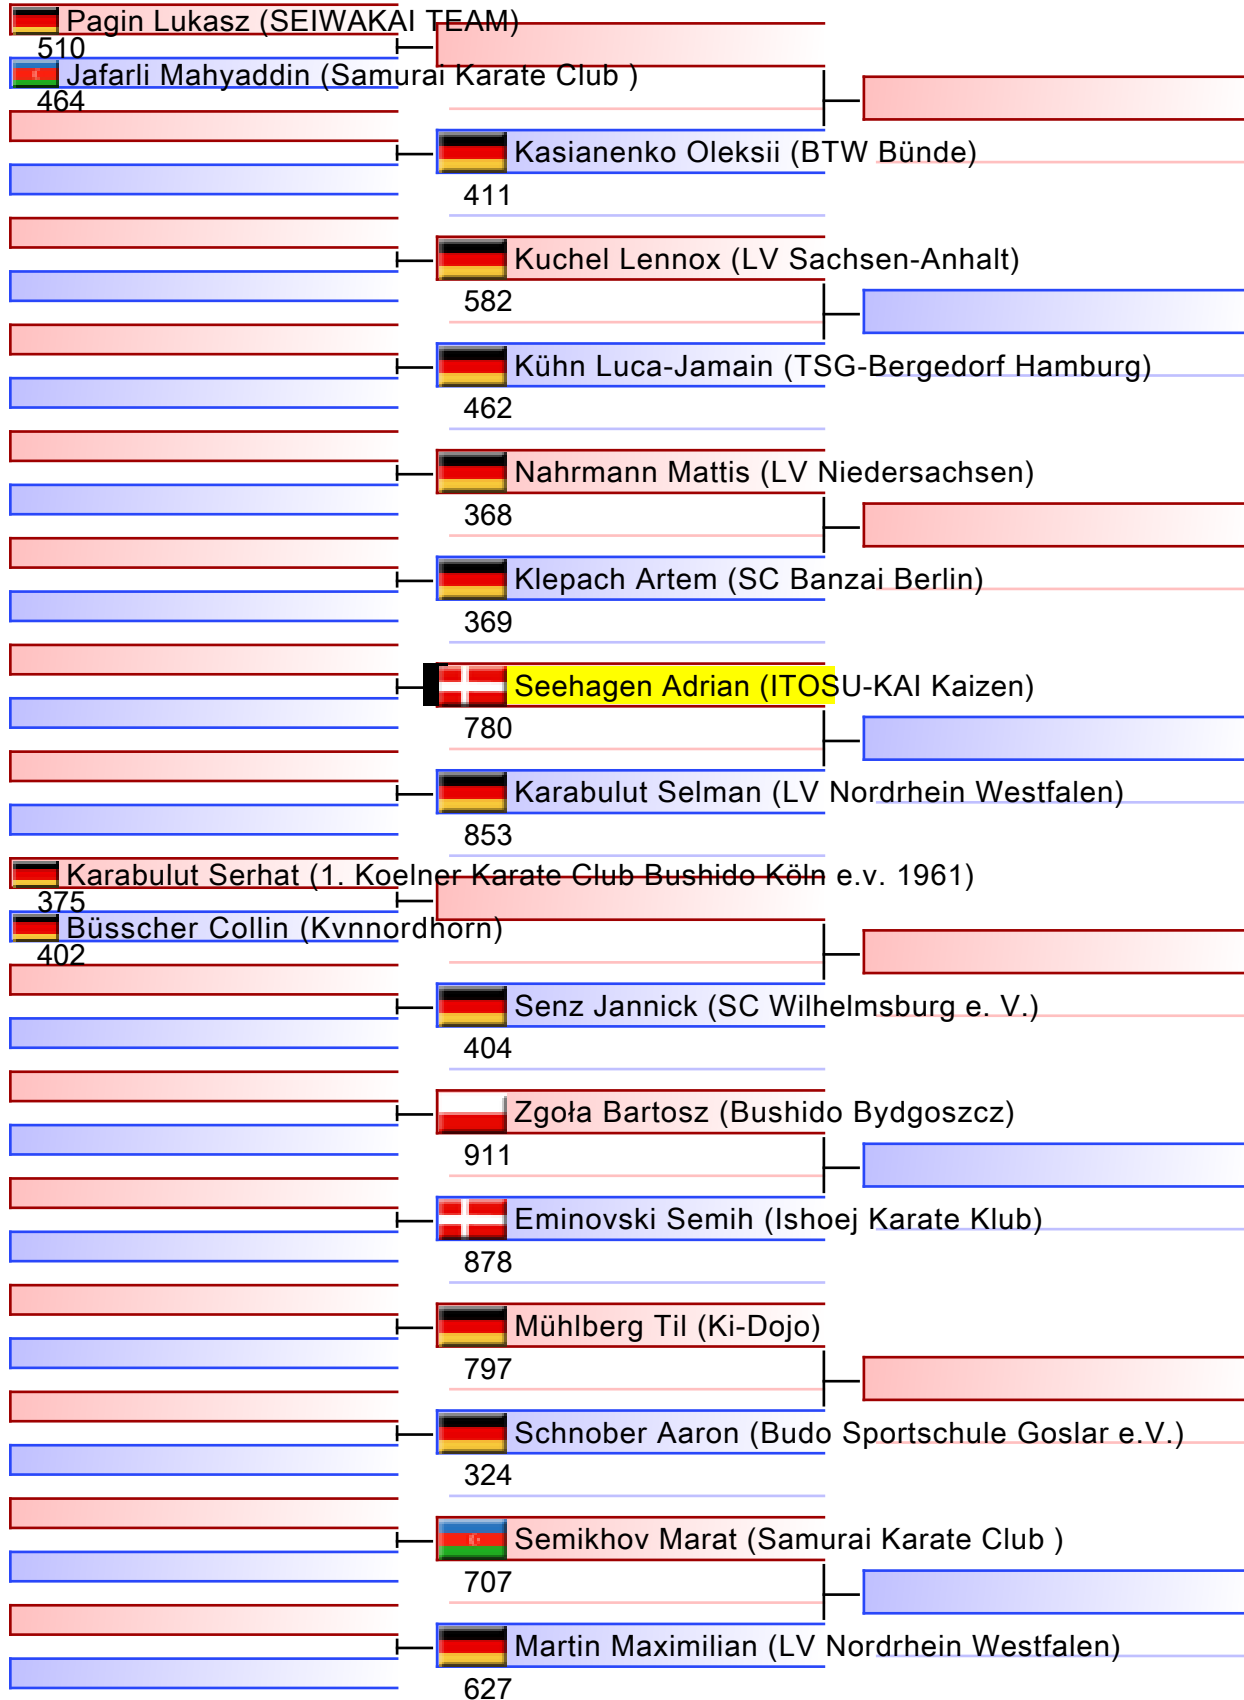 Pagin Lukasz (SEIWAKAI TEAM)
510
Jafarli Mahyaddin (Samurai Karate Club )
464
Kasianenko Oleksii (BTW Bünde)
411
Kuchel Lennox (LV Sachsen-Anhalt)
582
Kühn Luca-Jamain (TSG-Bergedorf Hamburg)
462
Nahrmann Mattis (LV Niedersachsen)
368
Klepach Artem (SC Banzai Berlin)
369
Seehagen Adrian (ITOSU-KAI Kaizen)
780
Karabulut Selman (LV Nordrhein Westfalen)
853
Karabulut Serhat (1. Koelner Karate Club Bushido Köln e.v. 1961)
375
Büsscher Collin (Kvnnordhorn)
402
Senz Jannick (SC Wilhelmsburg e. V.)
404
Zgoła Bartosz (Bushido Bydgoszcz)
911
Eminovski Semih (Ishoej Karate Klub)
878
Mühlberg Til (Ki-Dojo)
797
Schnober Aaron (Budo Sportschule Goslar e.V.)
324
Semikhov Marat (Samurai Karate Club )
707
Martin Maximilian (LV Nordrhein Westfalen)
627